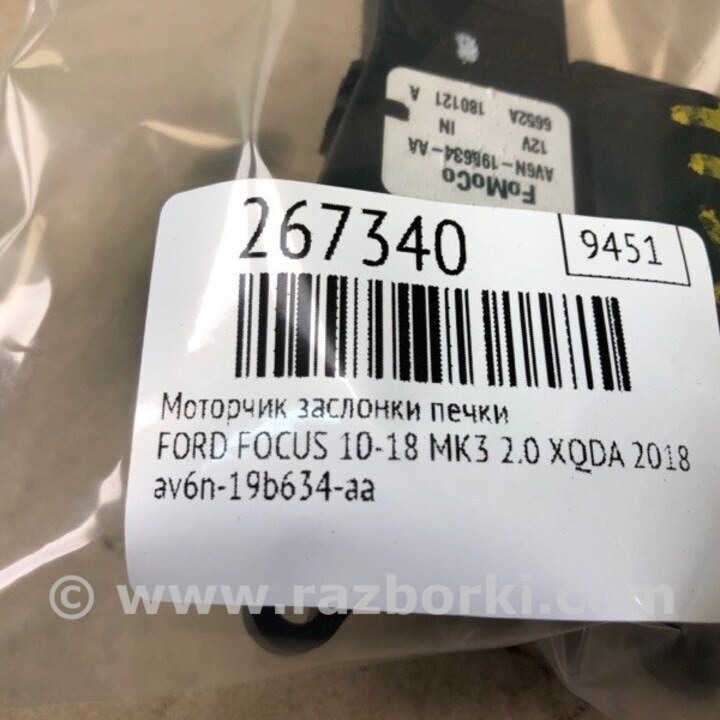 FoMoCo
AV6N-19B634-AA
12V IN
6652A 180121 A
267340
9451
Моторчик заслонки печки
FORD FOCUS 10-18 MK3 2.0 XQDA 2018
av6n-19b634-aa
© www.razborki.com